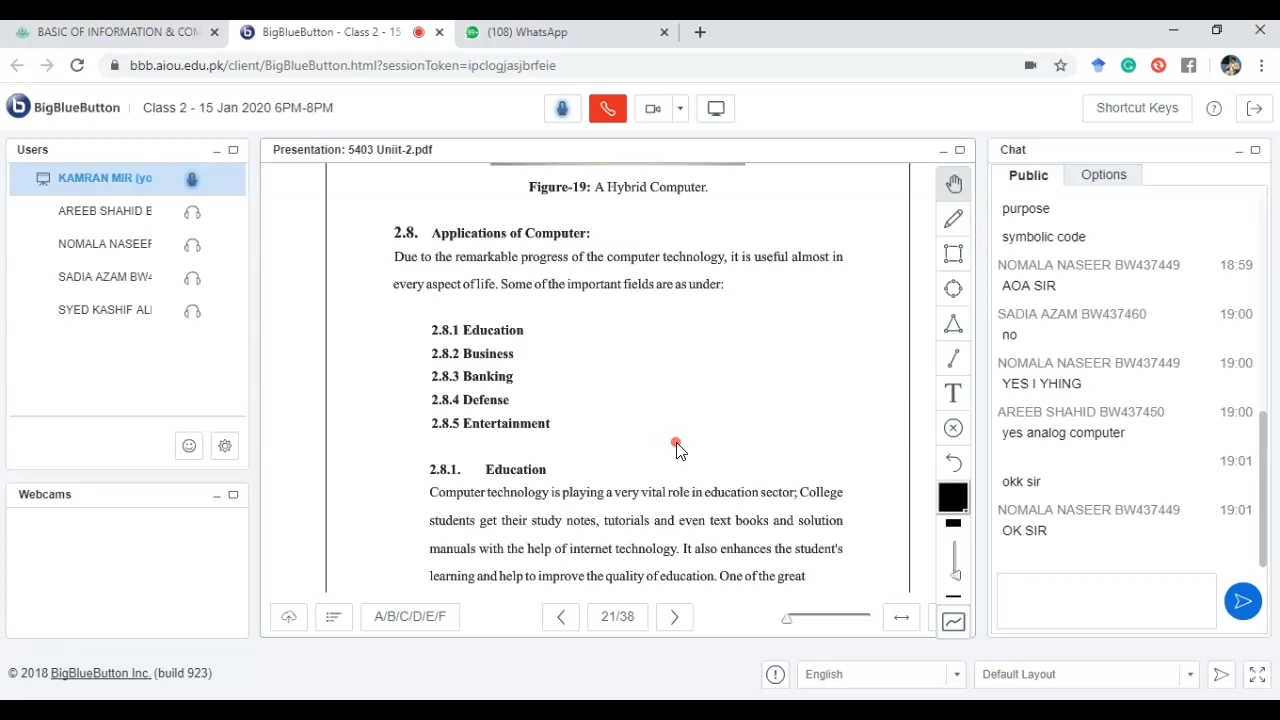 BASIC OF INFORMATION & COM
BigBlueButton - Class 2 - 15
99+
(108) WhatsApp
bbb.aiou.edu.pk/client/BigBlueButton.html?sessionToken=ipclogjasjbrfeie
BigBlueButton
Class 2 - 15 Jan 2020 6PM-8PM
Shortcut Keys
Users
KAMRAN MIR (yo
AREEB SHAHID B
NOMALA NASEER
SADIA AZAM BW4
SYED KASHIF ALI
Webcams
Presentation: 5403 Uniit-2.pdf
Figure-19: A Hybrid Computer.
2.8. Applications of Computer:
Due to the remarkable progress of the computer technology, it is useful almost in
every aspect of life. Some of the important fields are as under:
2.8.1 Education
2.8.2 Business
2.8.3 Banking
2.8.4 Defense
2.8.5 Entertainment
2.8.1. Education
Computer technology is playing a very vital role in education sector; College
students get their study notes, tutorials and even text books and solution
manuals with the help of internet technology. It also enhances the student's
learning and help to improve the quality of education. One of the great
A/B/C/D/E/F
21/38
T
Chat
Public
Options
purpose
symbolic code
NOMALA NASEER BW437449 18:59
AOA SIR
SADIA AZAM BW437460 19:00
no
NOMALA NASEER BW437449 19:00
YES I YHING
AREEB SHAHID BW437450 19:00
yes analog computer
19:01
okk sir
NOMALA NASEER BW437449 19:01
OK SIR
© 2018 BigBlueButton Inc. (build 923)
English
Default Layout